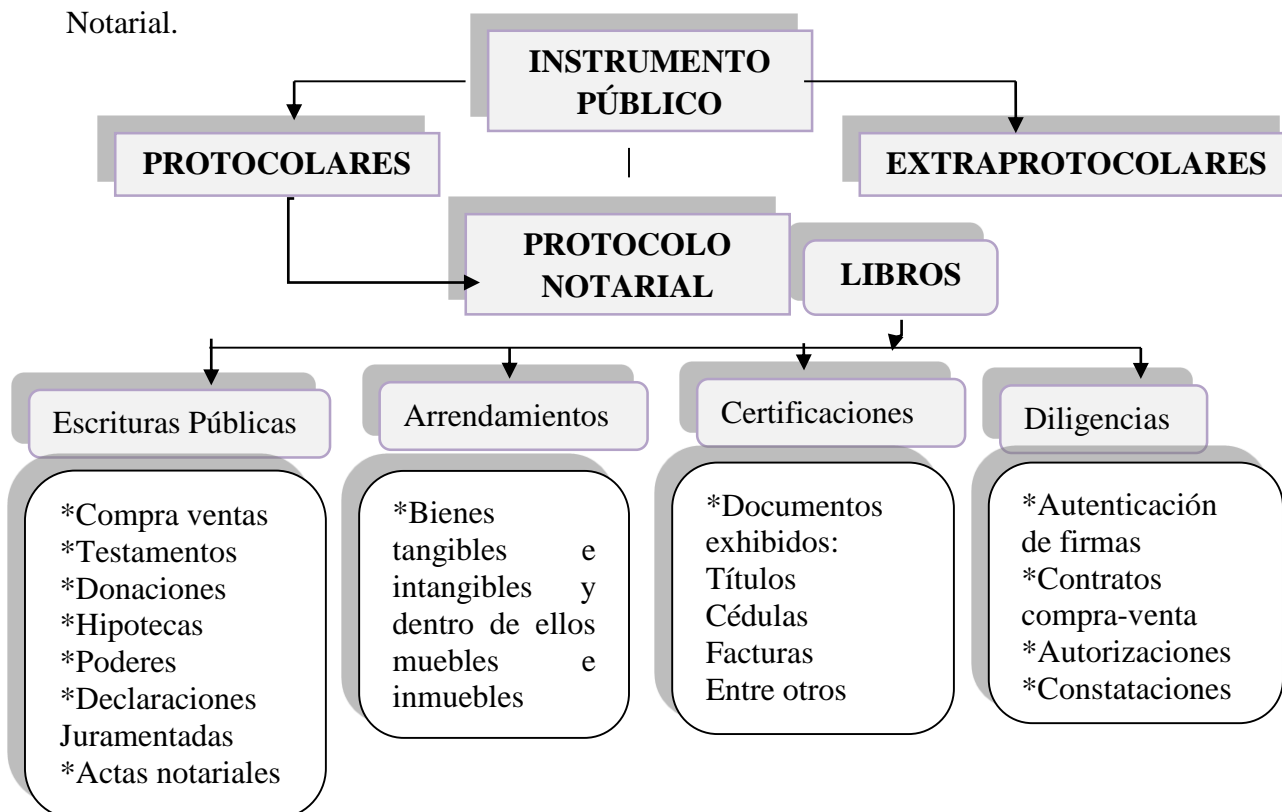 Notarial.
INSTRUMENTO
PÚBLICO
PROTOCOLARES
EXTRAPROTOCOLARES
PROTOCOLO
NOTARIAL
LIBROS
Escrituras Públicas
Arrendamientos
Certificaciones
Diligencias
*Compra ventas
*Testamentos
*Donaciones
*Hipotecas
*Poderes
*Declaraciones
Juramentadas
*Actas notariales
*Bienes
tangibles e
intangibles y
dentro de ellos
muebles e
inmuebles
*Documentos
exhibidos:
Títulos
Cédulas
Facturas
Entre otros
*Autenticación
de firmas
*Contratos
compra-venta
*Autorizaciones
*Constataciones